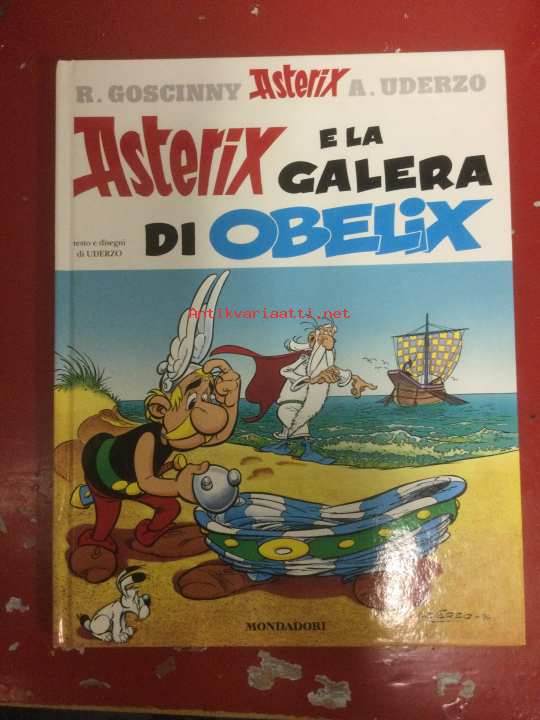 R. GOSCINNY Asterix A. UDERZO
Asterix E LA
GALERA
DI OBELIX
testo e disegni
di UDERZO
Antikvariaatti.net
MONDADORI